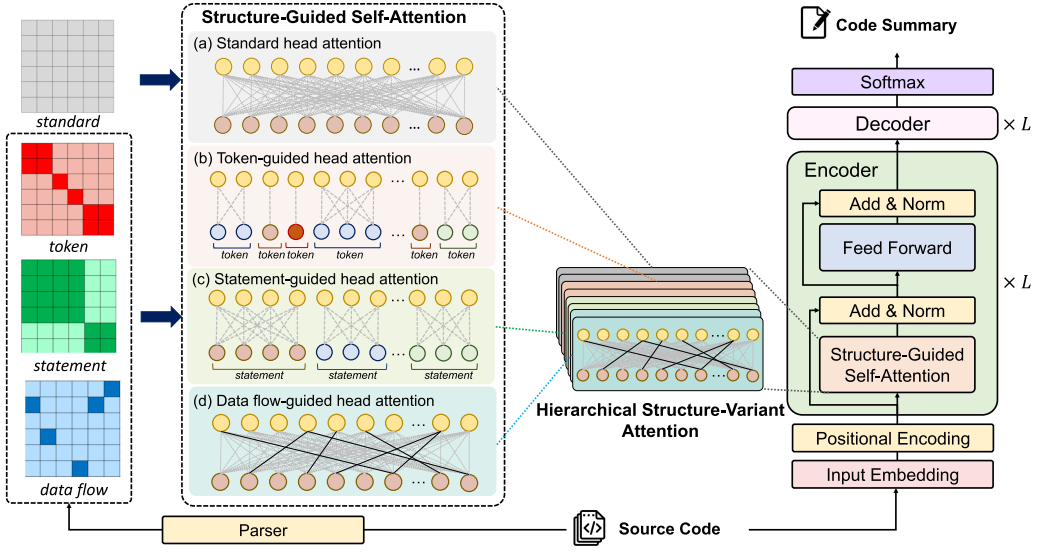 Structure-Guided Self-Attention
(a) Standard head attention
...
...
standard
(b) Token-guided head attention
...
...
token
token
token
token
token
token
token
(c) Statement-guided head attention
...
...
statement
statement
statement
statement
(d) Data flow-guided head attention
...
...
data flow
Parser
Source Code
...
...
Hierarchical Structure-Variant
Attention
Code Summary
Softmax
Decoder
× L
Encoder
Add & Norm
Feed Forward
× L
Add & Norm
Structure-Guided
Self-Attention
Positional Encoding
Input Embedding